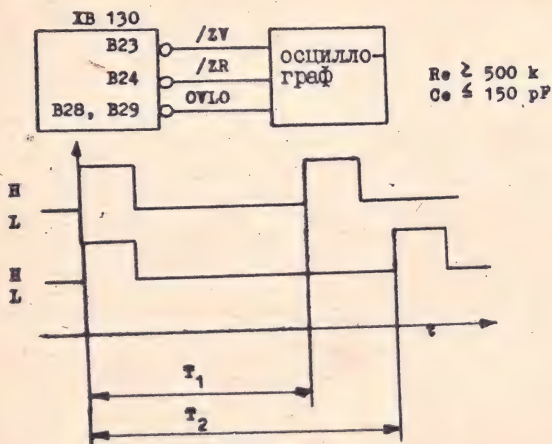 XB 130
B23
/ZV
B24
/ZR
B28, B29
OVLO
осцилло-
граф
Re ≥ 500 k
Ce ≤ 150 pF
H
L
H
L
τ
T₁
T₂